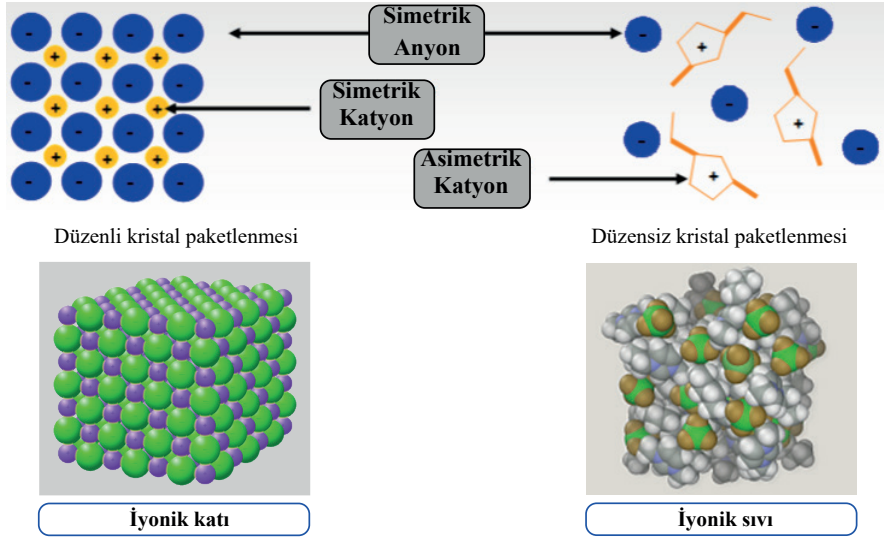 Simetrik
Anyon
Simetrik
Katyon
Asimetrik
Katyon
- - - -
+ + +
- - - -
+ + +
- - - -
+ + +
- - - -
- - + - + - - +
Düzenli kristal paketlenmesi
Düzensiz kristal paketlenmesi
İyonik katı
İyonik sıvı